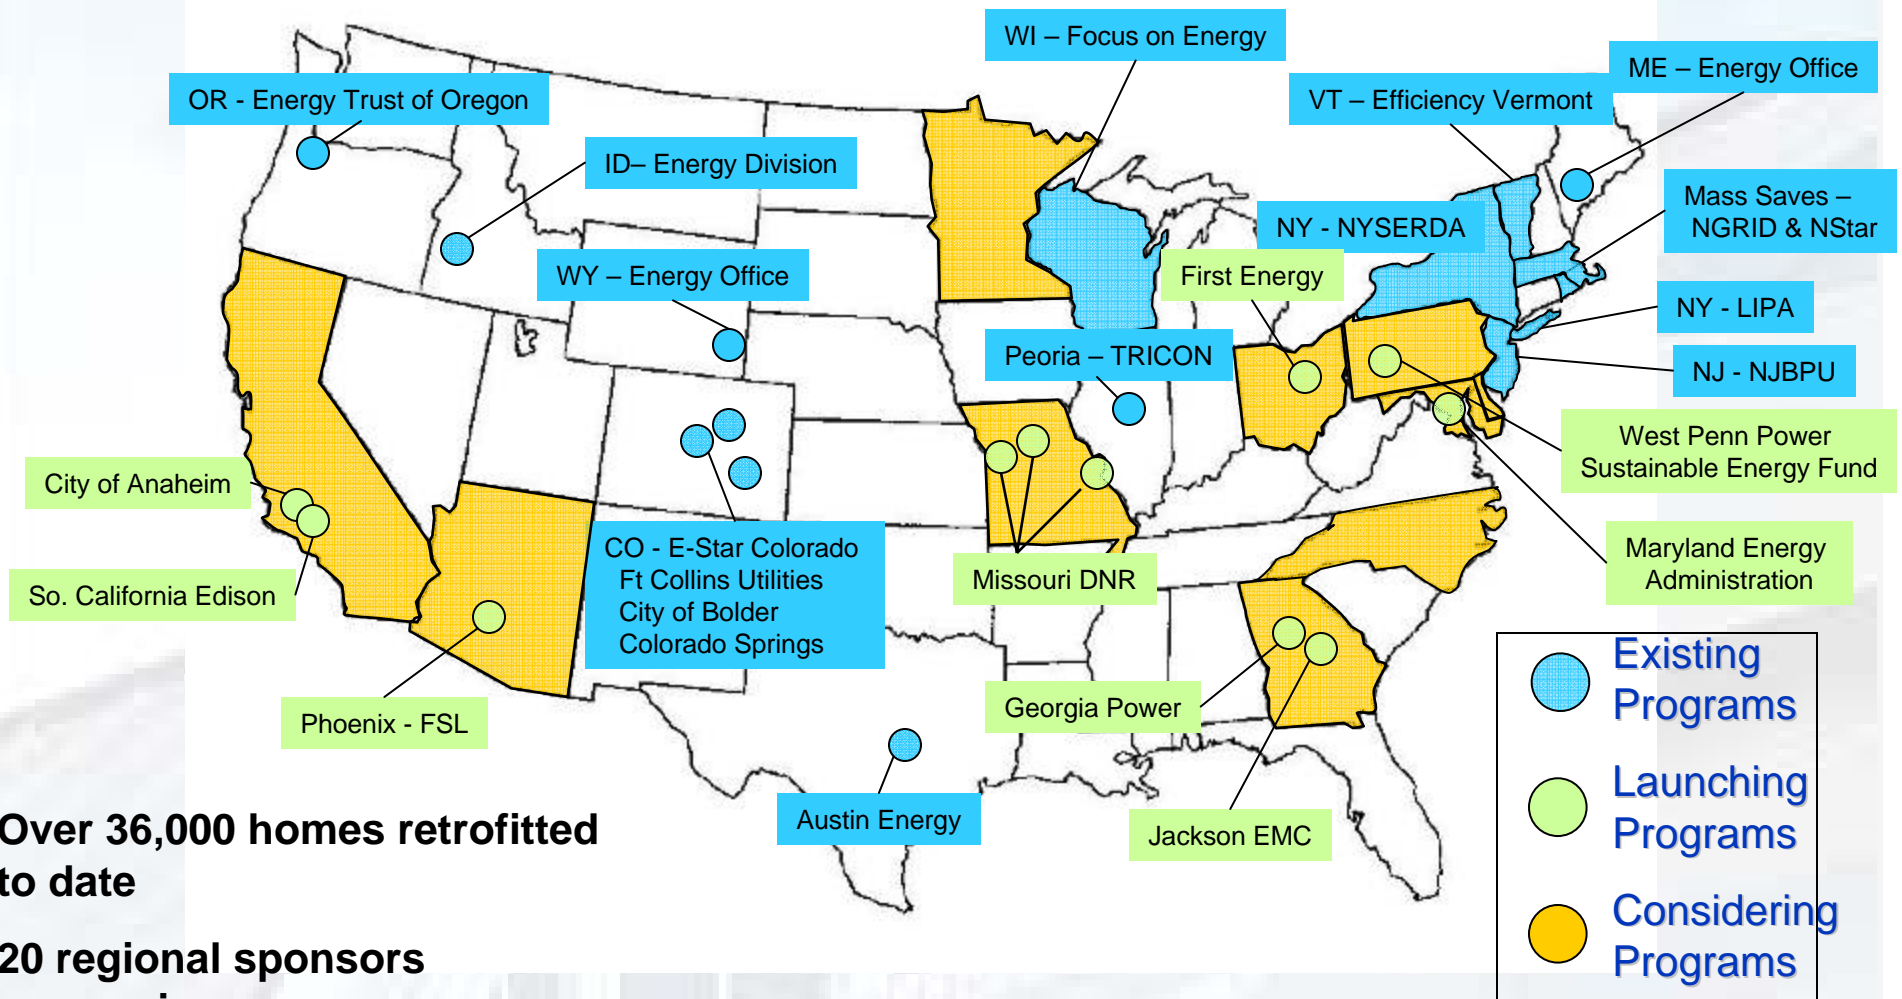 WI – Focus on Energy
ME – Energy Office
OR - Energy Trust of Oregon
VT – Efficiency Vermont
ID– Energy Division
Mass Saves –
NGRID & NStar
NY - NYSERDA
WY – Energy Office
First Energy
NY - LIPA
Peoria – TRICON
NJ - NJBPU
West Penn Power
Sustainable Energy Fund
City of Anaheim
Maryland Energy
Administration
CO - E-Star Colorado
Ft Collins Utilities
City of Bolder
Colorado Springs
Missouri DNR
So. California Edison
Phoenix - FSL
Georgia Power
Austin Energy
Jackson EMC
Existing
Programs
Launching
Programs
Considering
Programs
Over 36,000 homes retrofitted
to date
20 regional sponsors